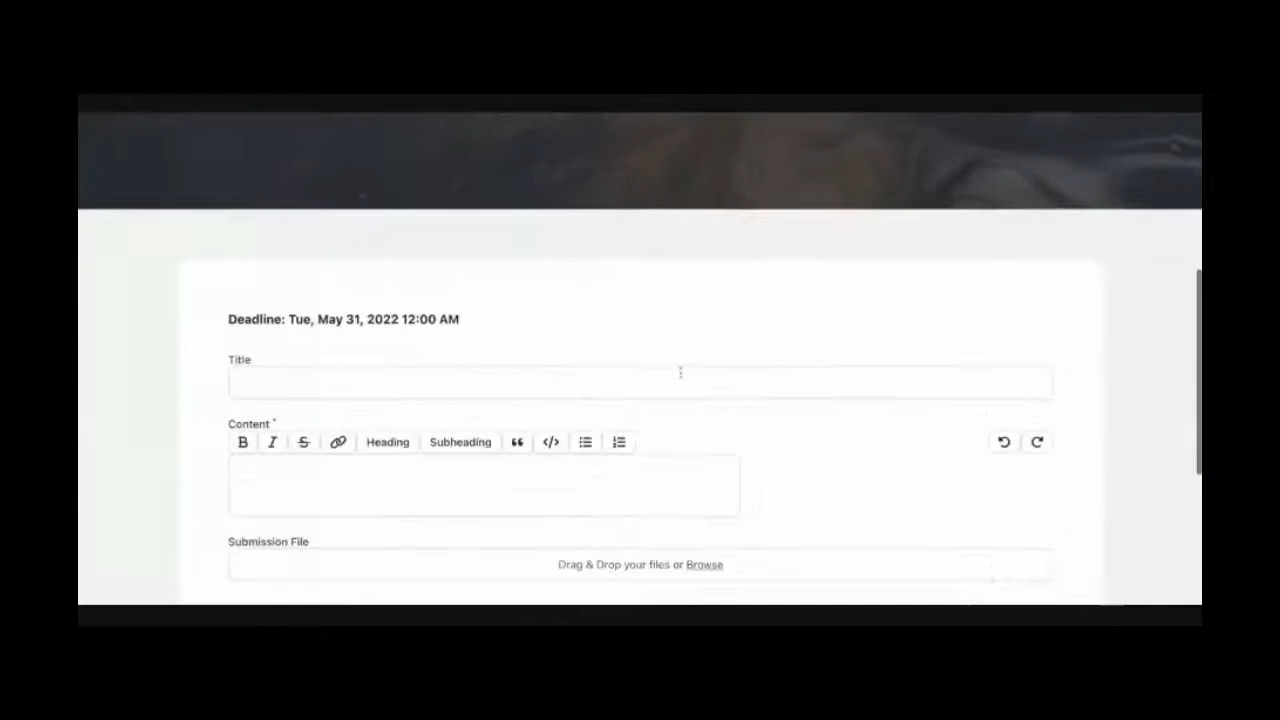 Deadline: Tue, May 31, 2022 12:00 AM
Title
Content *
B I S Heading Subheading “ </>
Submission File
Drag & Drop your files or Browse